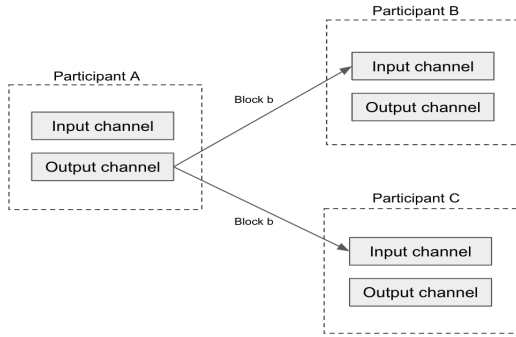 Participant A
Input channel
Output channel
Block b
Block b
Participant B
Input channel
Output channel
Participant C
Input channel
Output channel